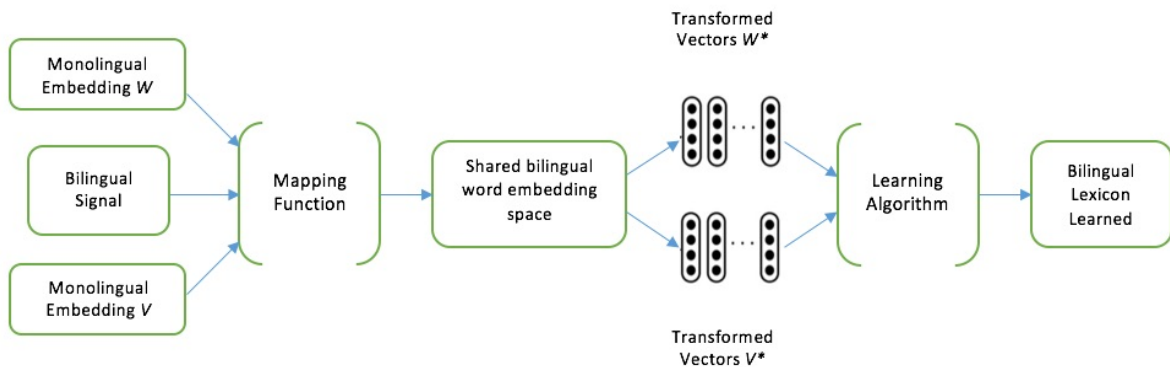 Transformed
Vectors W*
Monolingual
Embedding W
Bilingual
Signal
Monolingual
Embedding V
Mapping
Function
Shared bilingual
word embedding
space
Learning
Algorithm
Bilingual
Lexicon
Learned
Transformed
Vectors V*